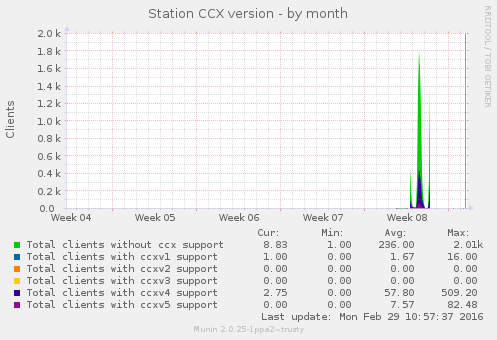 Station CCX version - by month
RRDTOOL / TOBI OETIKER
Clients
2.0 k
1.8 k
1.6 k
1.4 k
1.2 k
1.0 k
0.8 k
0.6 k
0.4 k
0.2 k
0.0
Week 04 Week 05 Week 06 Week 07 Week 08
Cur: Min: Avg: Max:
Total clients without ccx support 8.83 1.00 236.00 2.01k
Total clients with ccxv1 support 1.00 0.00 1.67 16.00
Total clients with ccxv2 support 0.00 0.00 0.00 0.00
Total clients with ccxv3 support 0.00 0.00 0.00 0.00
Total clients with ccxv4 support 2.75 0.00 57.80 509.20
Total clients with ccxv5 support 0.00 0.00 7.57 82.48
Last update: Mon Feb 29 10:57:37 2016
Munin 2.0.25-1ppa2~trusty